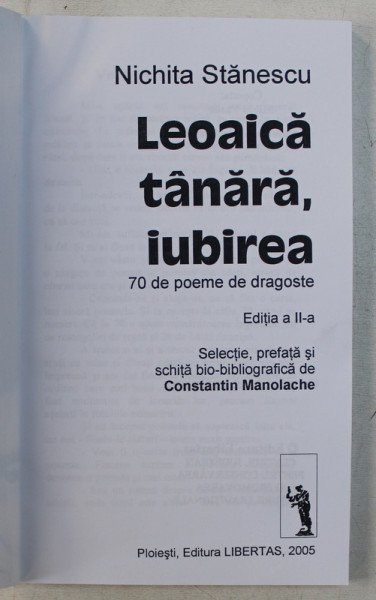 Nichita Stănescu
Leoaică
tânără,
iubirea
70 de poeme de dragoste
Ediția a II-a
Selecție, prefață și
schiță bio-bibliografică de
Constantin Manolache
Ploiești, Editura LIBERTAS, 2005